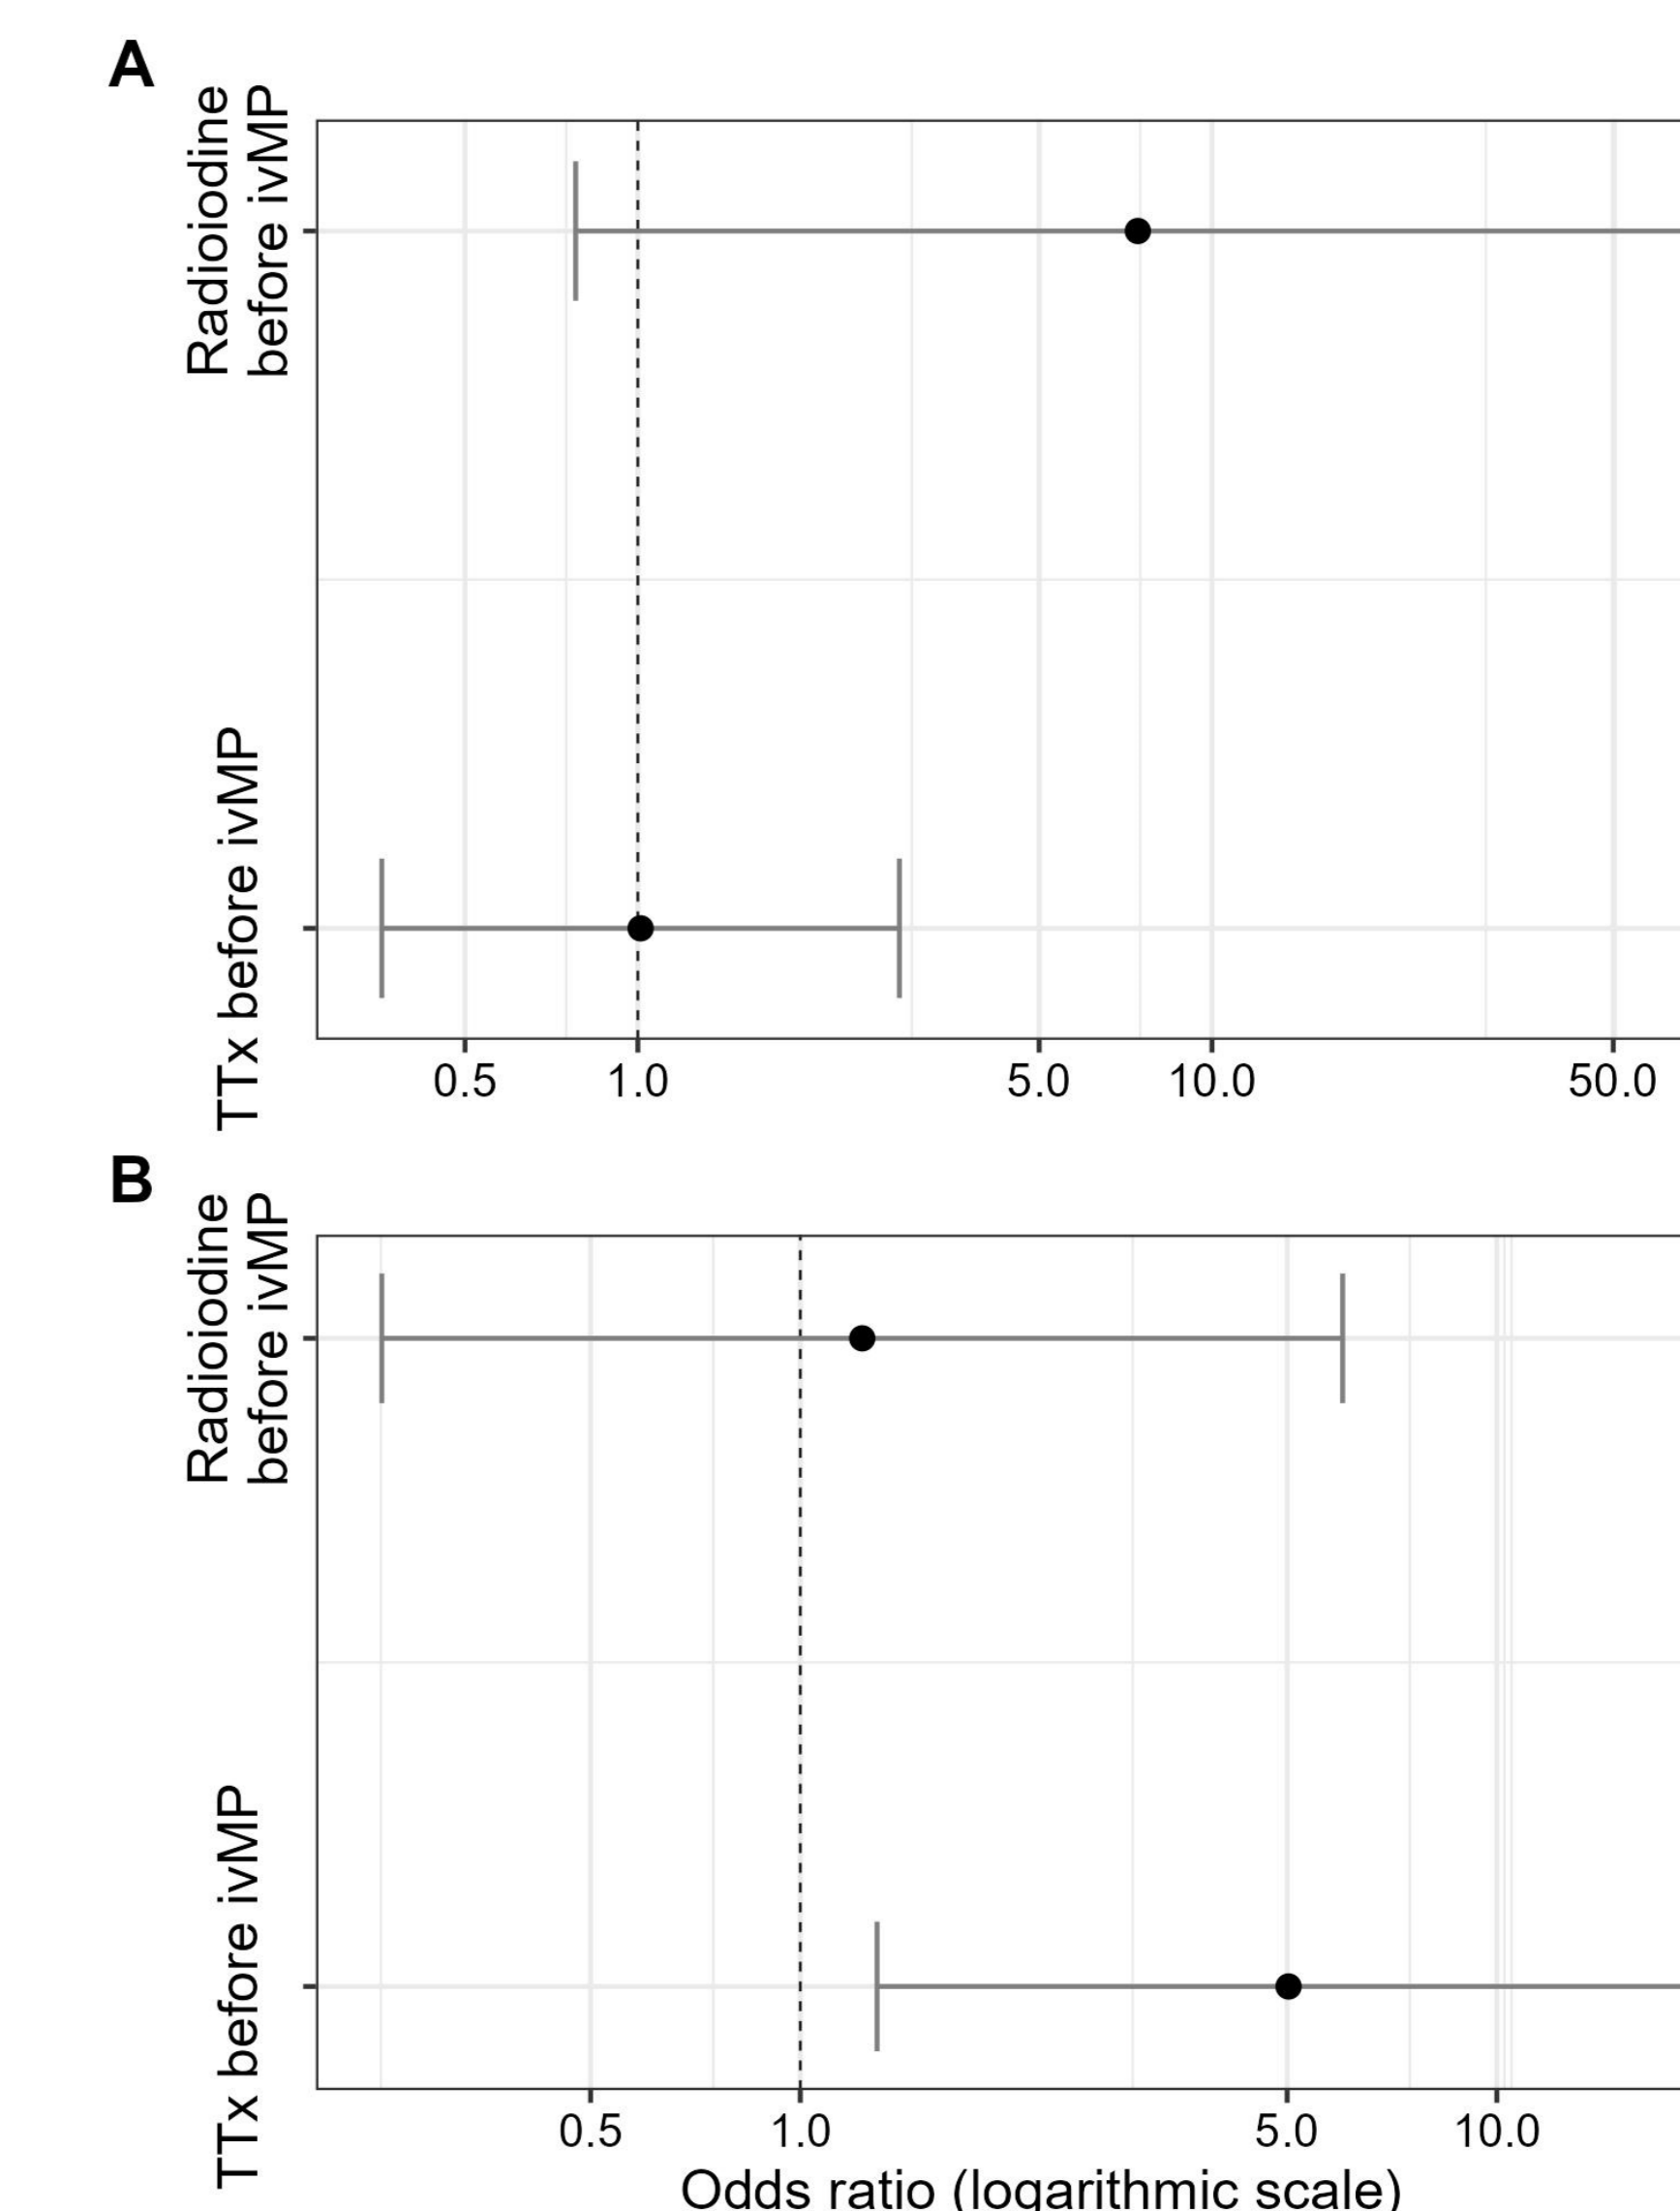 A
Radioiodine
before ivMP
TTx before ivMP
0.5 1.0 5.0 10.0 50.0
B
Radioiodine
before ivMP
TTx before ivMP
0.5 1.0 5.0 10.0
Odds ratio (logarithmic scale)